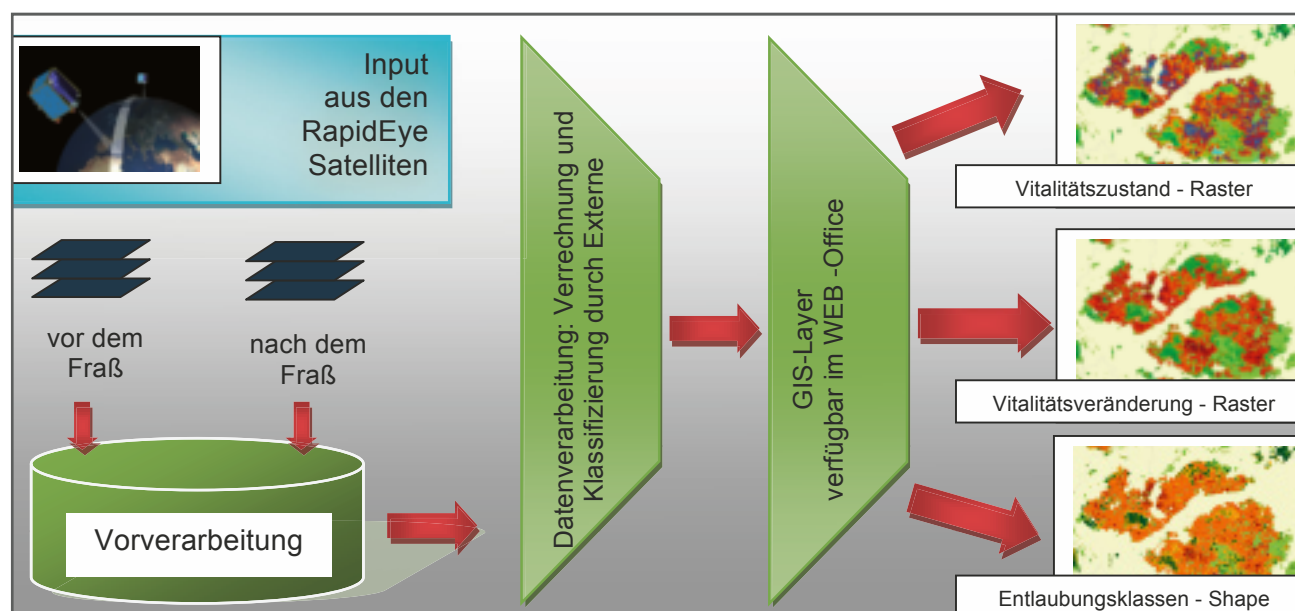 Input
aus den
RapidEye
Satelliten
vor dem
Fraß
nach dem
Fraß
Vorverarbeitung
Datenverarbeitung: Verrechnung und
Klassifizierung durch Externe
GIS-Layer
verfügbar im WEB -Office
Vitalitätszustand - Raster
Vitalitätsveränderung - Raster
Entlaubungsklassen - Shape